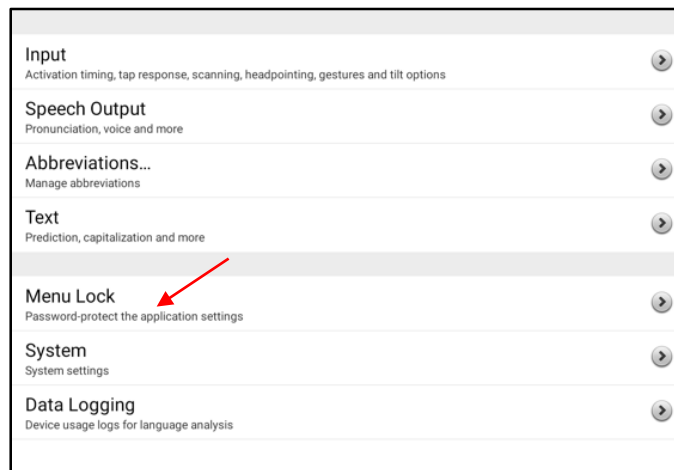 Input
Activation timing, tap response, scanning, headpointing, gestures and tilt options
Speech Output
Pronunciation, voice and more
Abbreviations...
Manage abbreviations
Text
Prediction, capitalization and more
Menu Lock
Password-protect the application settings
System
System settings
Data Logging
Device usage logs for language analysis